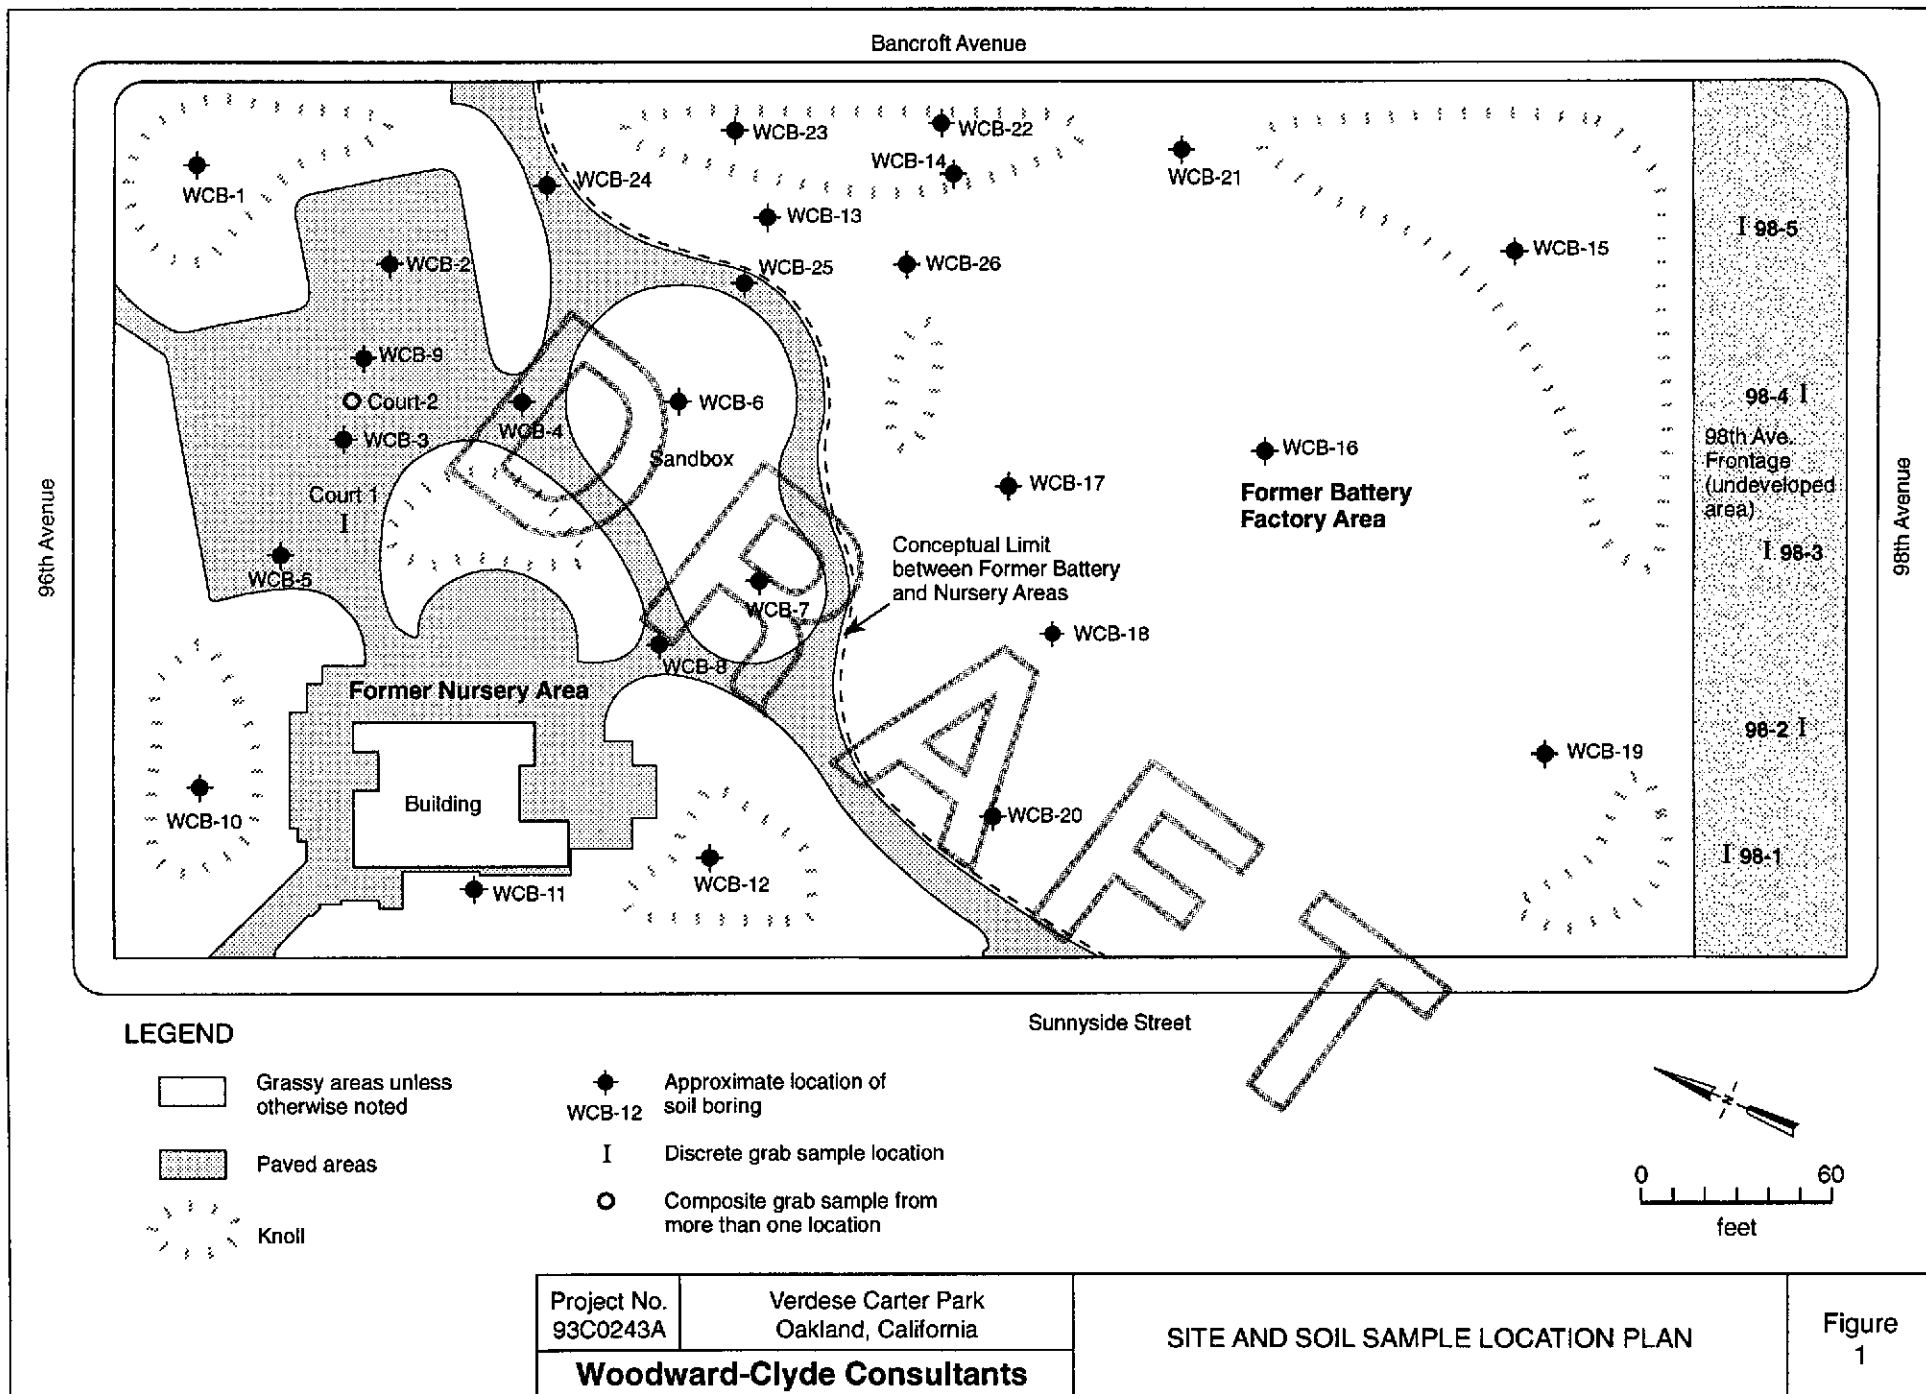 Bancroft Avenue
WCB-23
WCB-22
WCB-14
WCB-21
WCB-1
WCB-24
WCB-13
98-5
WCB-2
WCB-25
WCB-26
WCB-15
WCB-9
Court-2
WCB-6
98-4
WCB-3
WCB-4
Sandbox
WCB-16
98th Ave.
Frontage
(undeveloped
area)
Court 1
WCB-17
Former Battery
Factory Area
96th Avenue
98th Avenue
WCB-5
Conceptual Limit
between Former Battery
and Nursery Areas
98-3
WCB-7
WCB-18
WCB-8
Former Nursery Area
98-2
WCB-19
Building
WCB-10
WCB-20
98-1
WCB-12
WCB-11
DRAFT
Sunnyside Street
LEGEND
Grassy areas unless
otherwise noted
Paved areas
Knoll
WCB-12
Approximate location of
soil boring
I
Discrete grab sample location
Composite grab sample from
more than one location
N
0 60
feet
Project No.
93C0243A
Verdese Carter Park
Oakland, California
Woodward-Clyde Consultants
SITE AND SOIL SAMPLE LOCATION PLAN
Figure
1